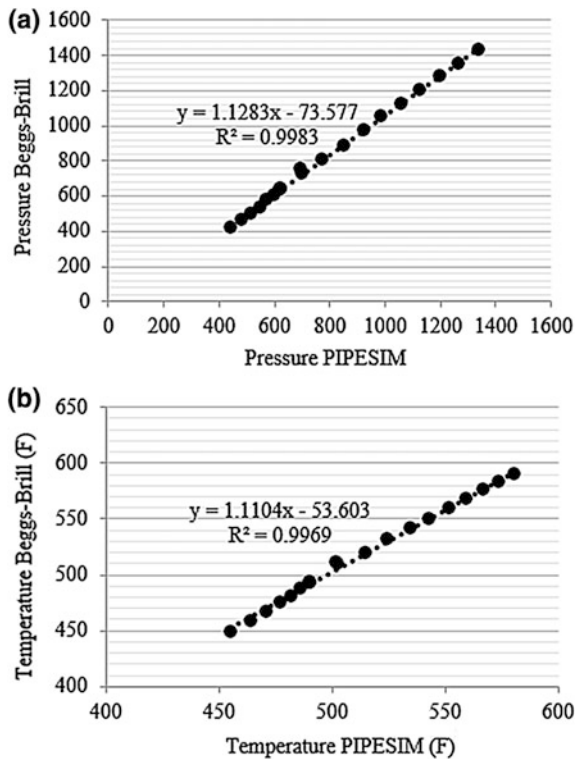 (a)
1600
1400
1200
1000
800
600
400
200
0
Pressure Beggs-Brill
y = 1.1283x - 73.577
R² = 0.9983
0 200 400 600 800 1000 1200 1400 1600
Pressure PIPESIM
(b)
650
600
550
500
450
400
Temperature Beggs-Brill (F)
y = 1.1104x - 53.603
R² = 0.9969
400 450 500 550 600
Temperature PIPESIM (F)